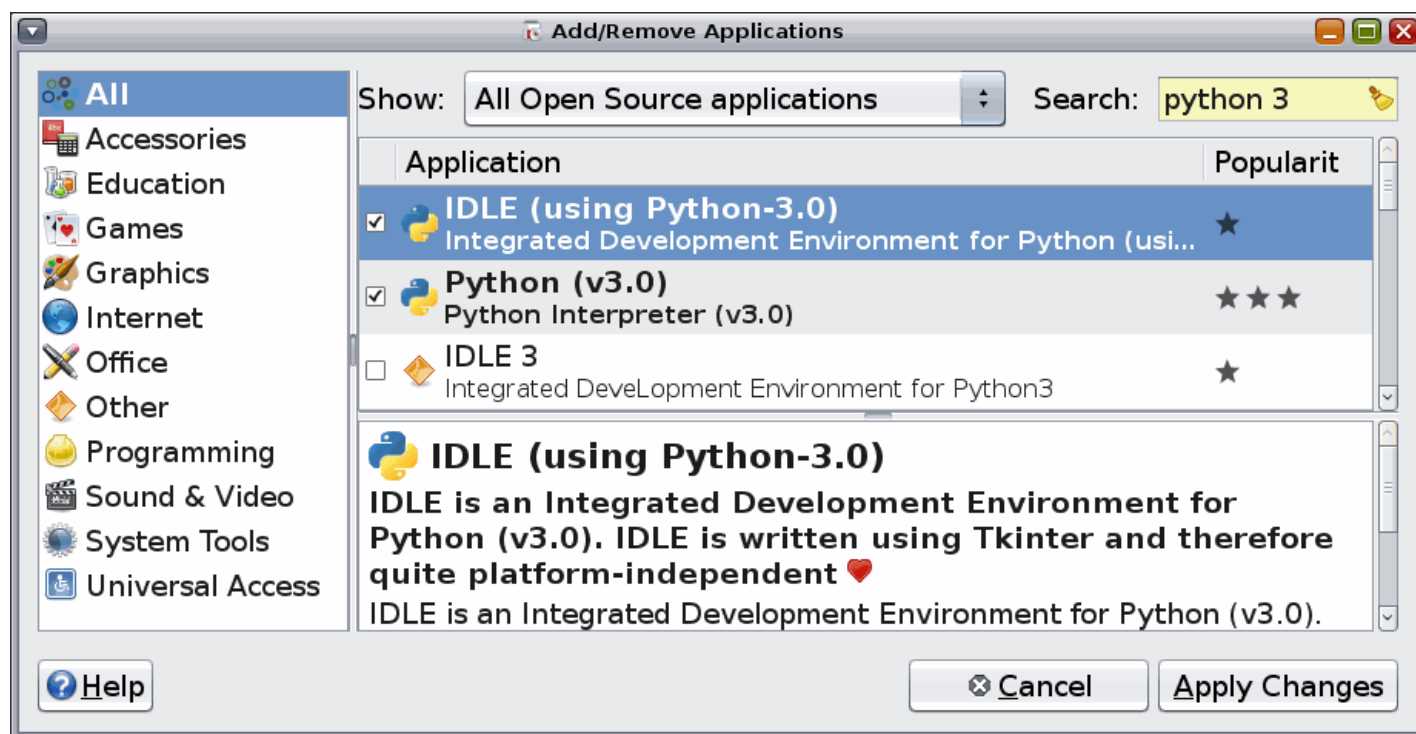 Add/Remove Applications
All
Accessories
Education
Games
Graphics
Internet
Office
Other
Programming
Sound & Video
System Tools
Universal Access
Show: All Open Source applications Search: python 3
Application Popularit
IDLE (using Python-3.0)
Integrated Development Environment for Python (usi...
Python (v3.0)
Python Interpreter (v3.0)
IDLE 3
Integrated DeveLopment Environment for Python3
IDLE (using Python-3.0)
IDLE is an Integrated Development Environment for
Python (v3.0). IDLE is written using Tkinter and therefore
quite platform-independent
IDLE is an Integrated Development Environment for Python (v3.0).
Help Cancel Apply Changes